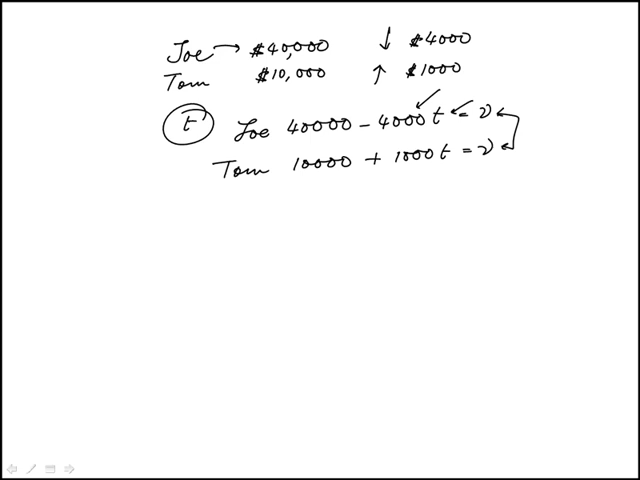 Joe → $40,000 ↓ $4000
Tom $10,000 ↑ $1000
t Joe 40000 - 4000t = v
Tom 10000 + 1000t = v